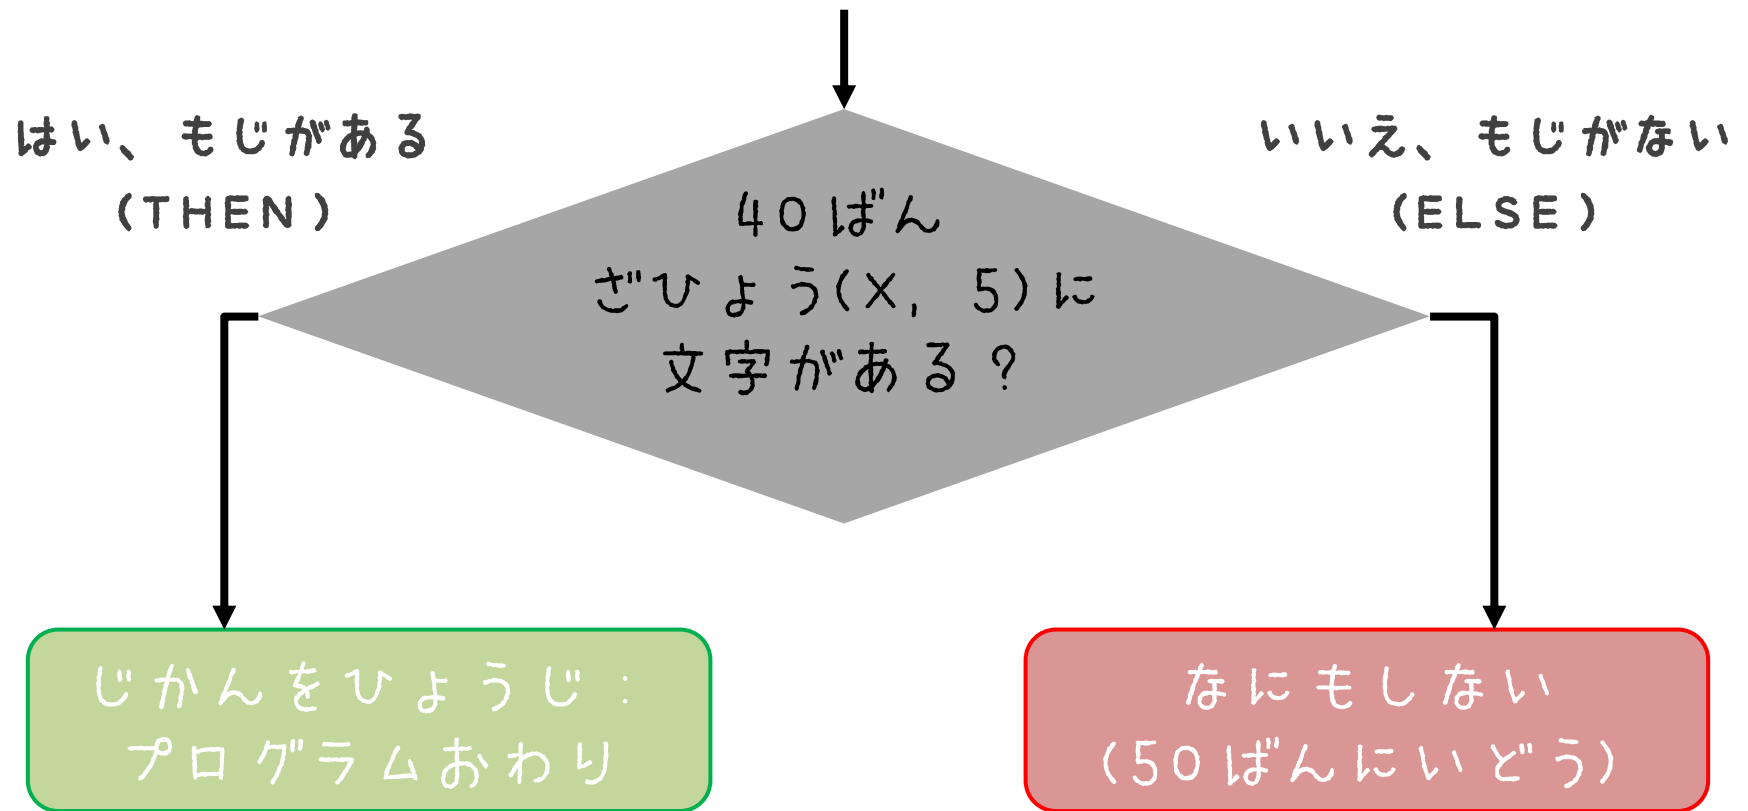 はい、もじがある
(THEN)
いいえ、もじがない
(ELSE)
40ばん
ざひょう(X, 5)に
文字がある?
じかんをひょうじ:
プログラムおわり
なにもしない
(50ばんにいどう)